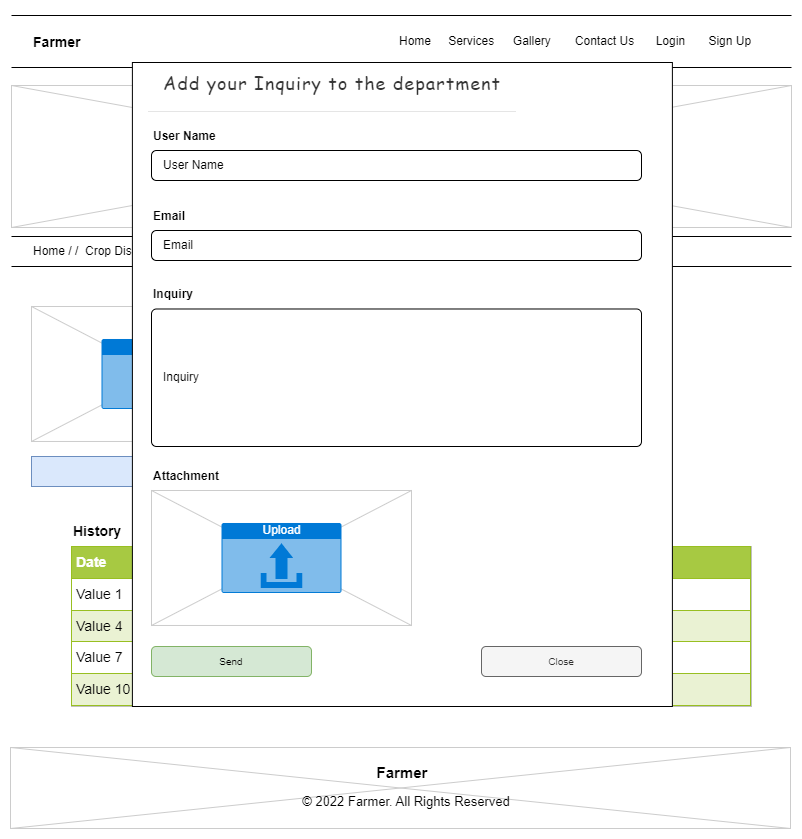 Farmer
Home Services Gallery Contact Us Login Sign Up
Add your Inquiry to the department
User Name
User Name
Email
Home / / Crop Dis
Email
Inquiry
Inquiry
Attachment
Upload
History
Date
Value 1
Value 4
Value 7
Value 10
Send
Close
Farmer
© 2022 Farmer. All Rights Reserved